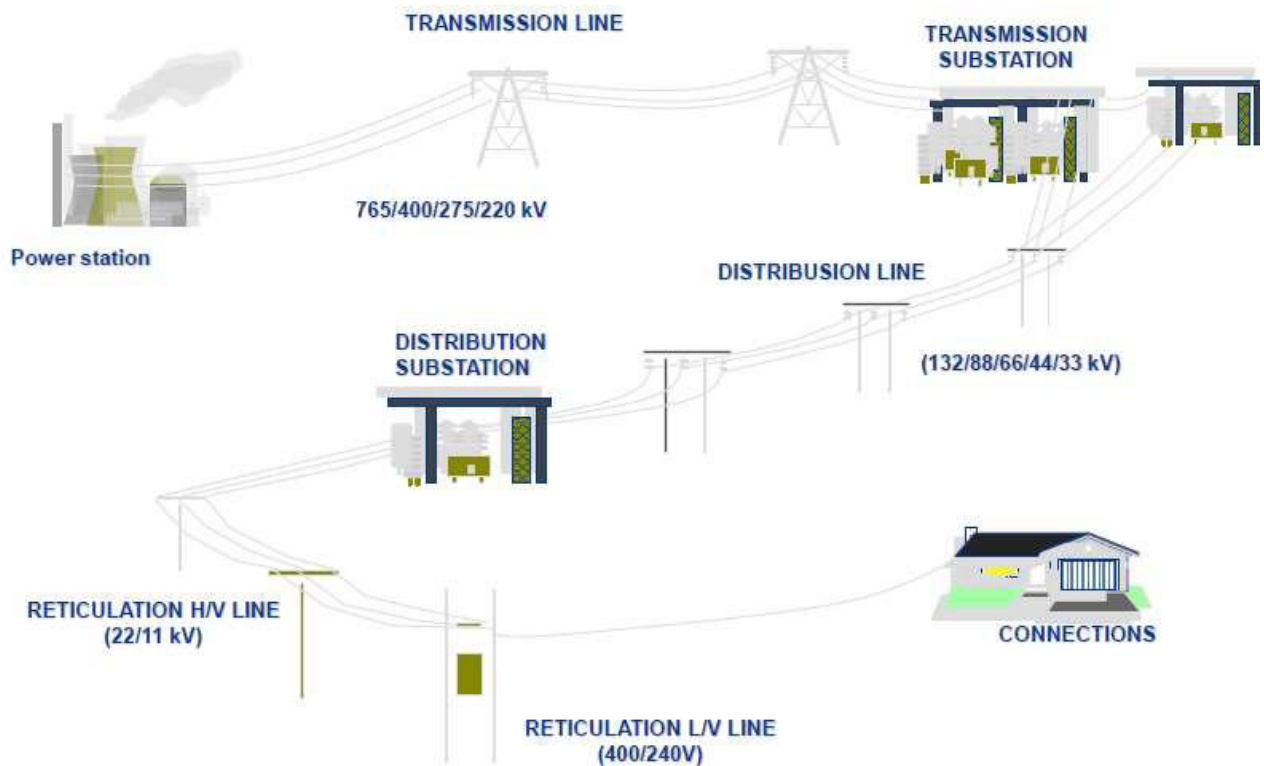 TRANSMISSION LINE
TRANSMISSION
SUBSTATION
765/400/275/220 kV
Power station
DISTRIBUSION LINE
DISTRIBUTION
SUBSTATION
(132/88/66/44/33 kV)
RETICULATION H/V LINE
(22/11 kV)
CONNECTIONS
RETICULATION L/V LINE
(400/240V)